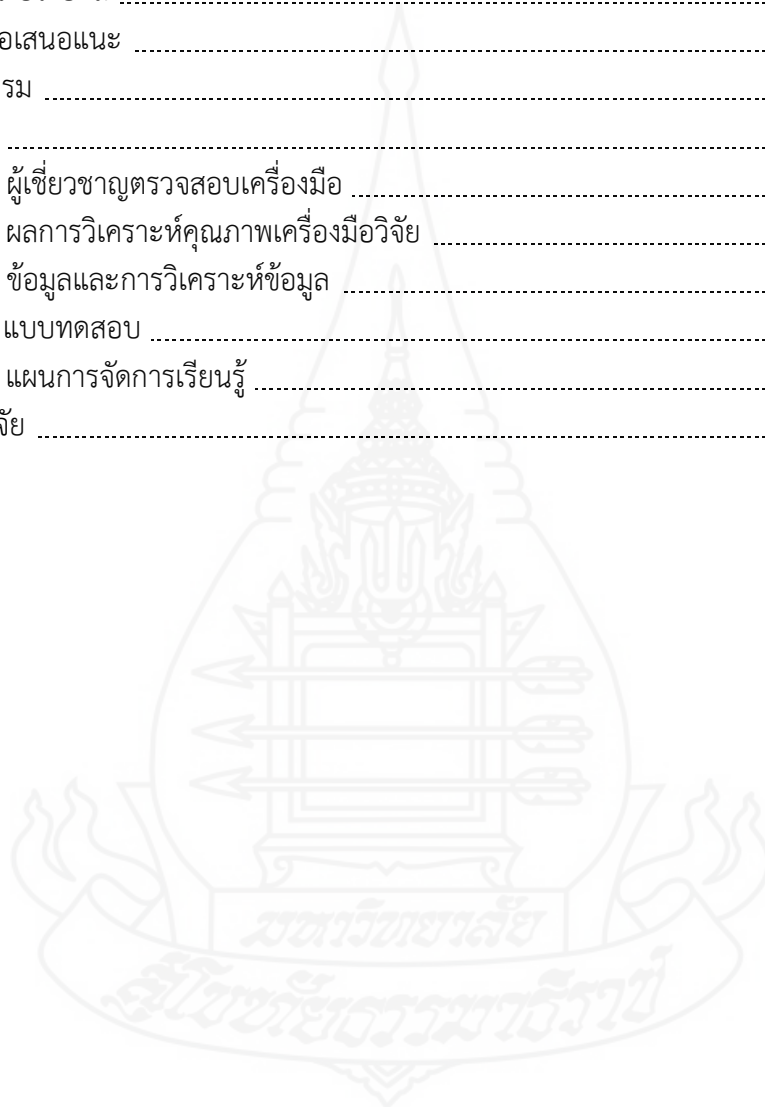 อเสนอแนะ
รม
ผู้เชี่ยวชาญตรวจสอบเครื่องมือ
ผลการวิเคราะห์คุณภาพเครื่องมือวิจัย
ข้อมูลและการวิเคราะห์ข้อมูล
แบบทดสอบ
แผนการจัดการเรียนรู้
จัย
มหาวิทยาลัย
สุโขทัยธรรมาธิราช